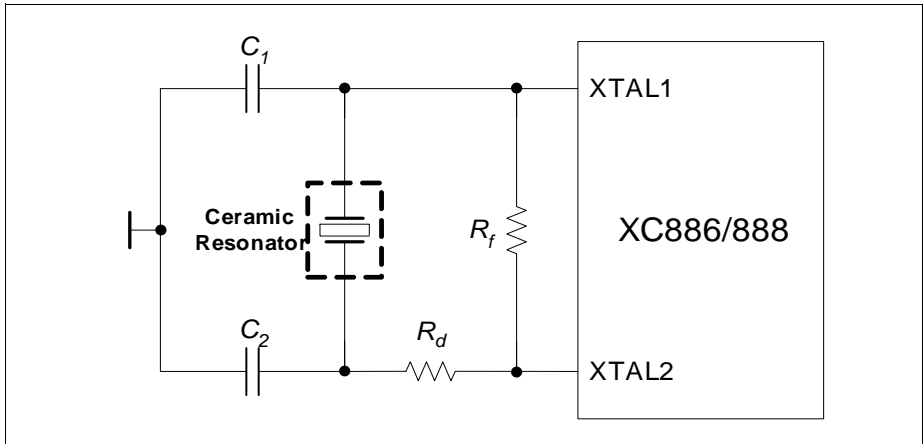 C1
XTAL1
Ceramic
Resonator
Rf
XC886/888
C2
Rd
XTAL2